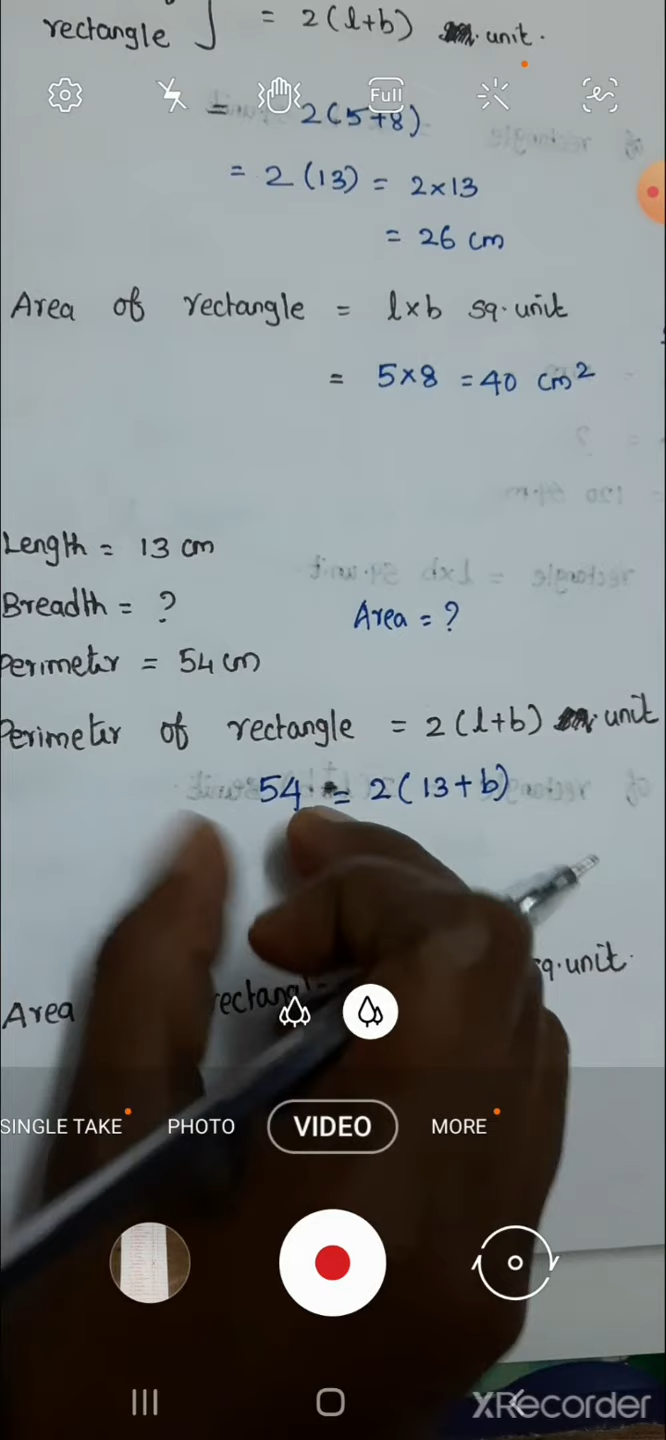 rectangle } = 2(l+b) unit.
Full
= 2(5+8)
= 2(13) = 2×13
= 26 cm
Area of rectangle = l×b sq.unit
= 5×8 = 40 cm²
Length = 13 cm
Breadth = ?
Area = ?
Perimeter = 54 cm
Perimeter of rectangle = 2(l+b) unit
54 = 2(13+b)
sq.unit.
Area rectang
SINGLE TAKE PHOTO VIDEO MORE
XRecorder